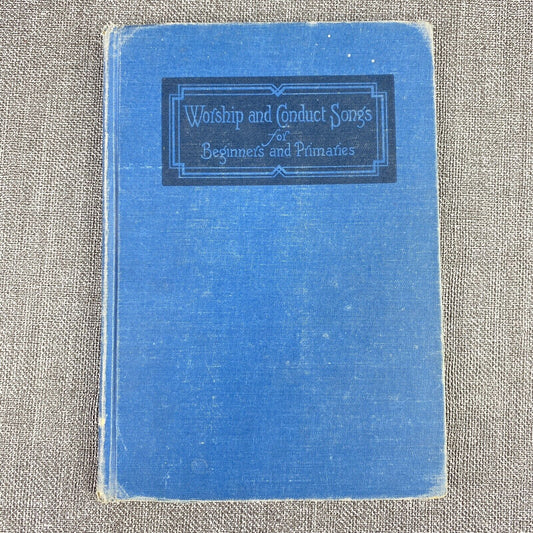 Worship and Conduct Songs
for
Beginners and Primaries